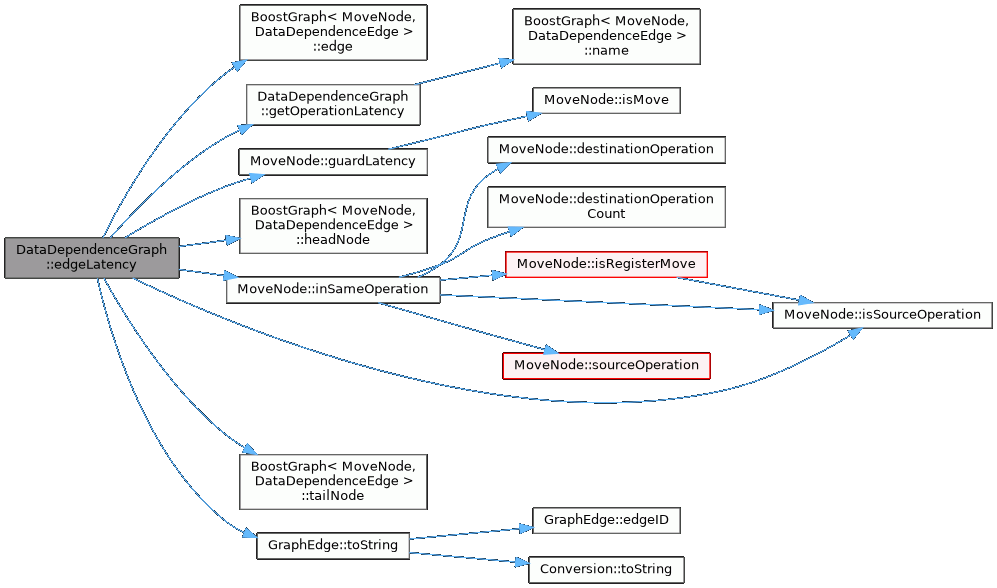 BoostGraph< MoveNode,
DataDependenceEdge >
::edge
BoostGraph< MoveNode,
DataDependenceEdge >
::name
DataDependenceGraph
::getOperationLatency
MoveNode::isMove
MoveNode::guardLatency
MoveNode::destinationOperation
BoostGraph< MoveNode,
DataDependenceEdge >
::headNode
MoveNode::destinationOperation
Count
DataDependenceGraph
::edgeLatency
MoveNode::inSameOperation
MoveNode::isRegisterMove
MoveNode::isSourceOperation
MoveNode::sourceOperation
BoostGraph< MoveNode,
DataDependenceEdge >
::tailNode
GraphEdge::toString
GraphEdge::edgeID
Conversion::toString